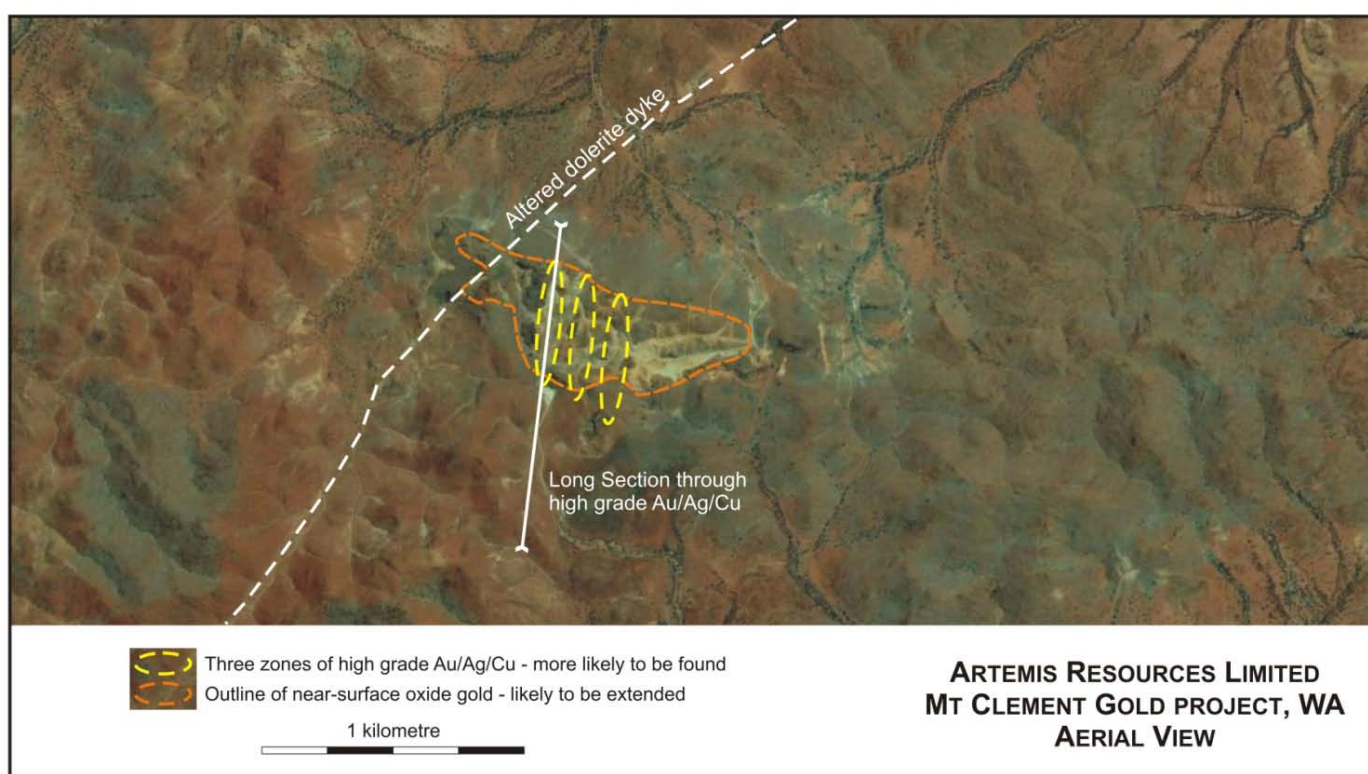 Altered dolerite dyke
Long Section through
high grade Au/Ag/Cu
Three zones of high grade Au/Ag/Cu - more likely to be found
Outline of near-surface oxide gold - likely to be extended
1 kilometre
ARTEMIS RESOURCES LIMITED
MT CLEMENT GOLD PROJECT, WA
AERIAL VIEW